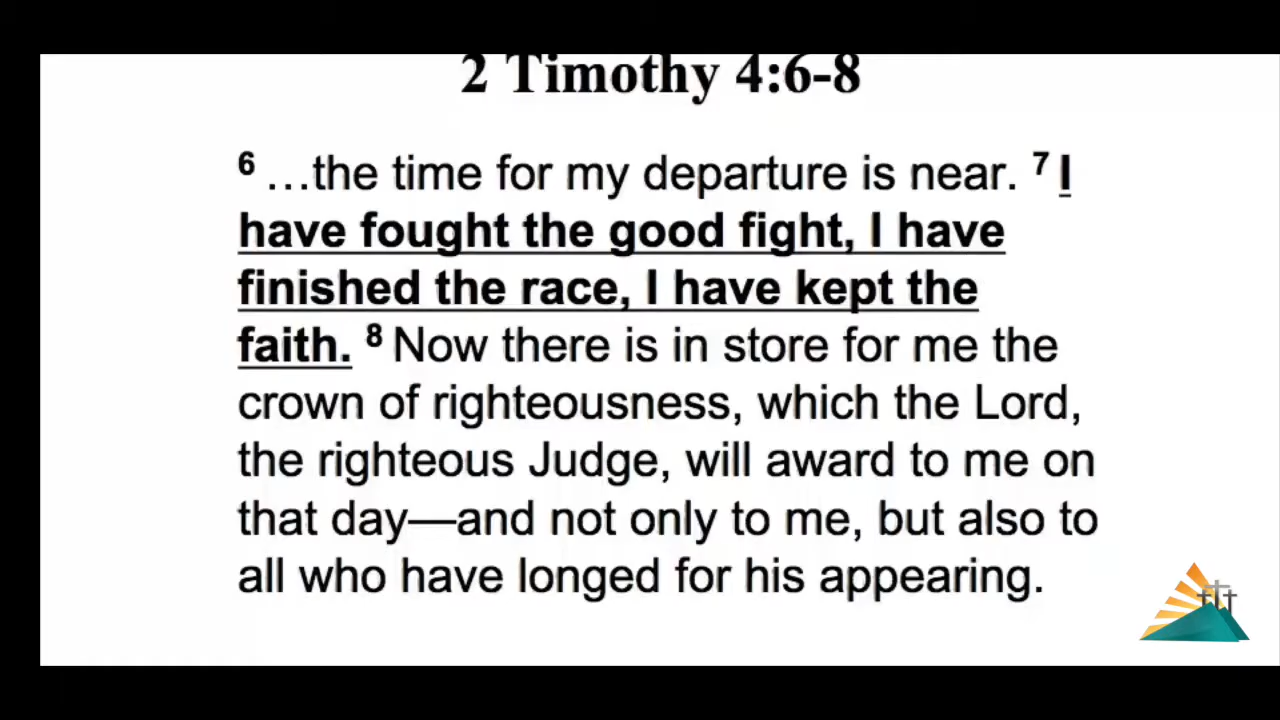 2 Timothy 4:6-8
6 …the time for my departure is near. 7 I
have fought the good fight, I have
finished the race, I have kept the
faith. 8 Now there is in store for me the
crown of righteousness, which the Lord,
the righteous Judge, will award to me on
that day—and not only to me, but also to
all who have longed for his appearing.